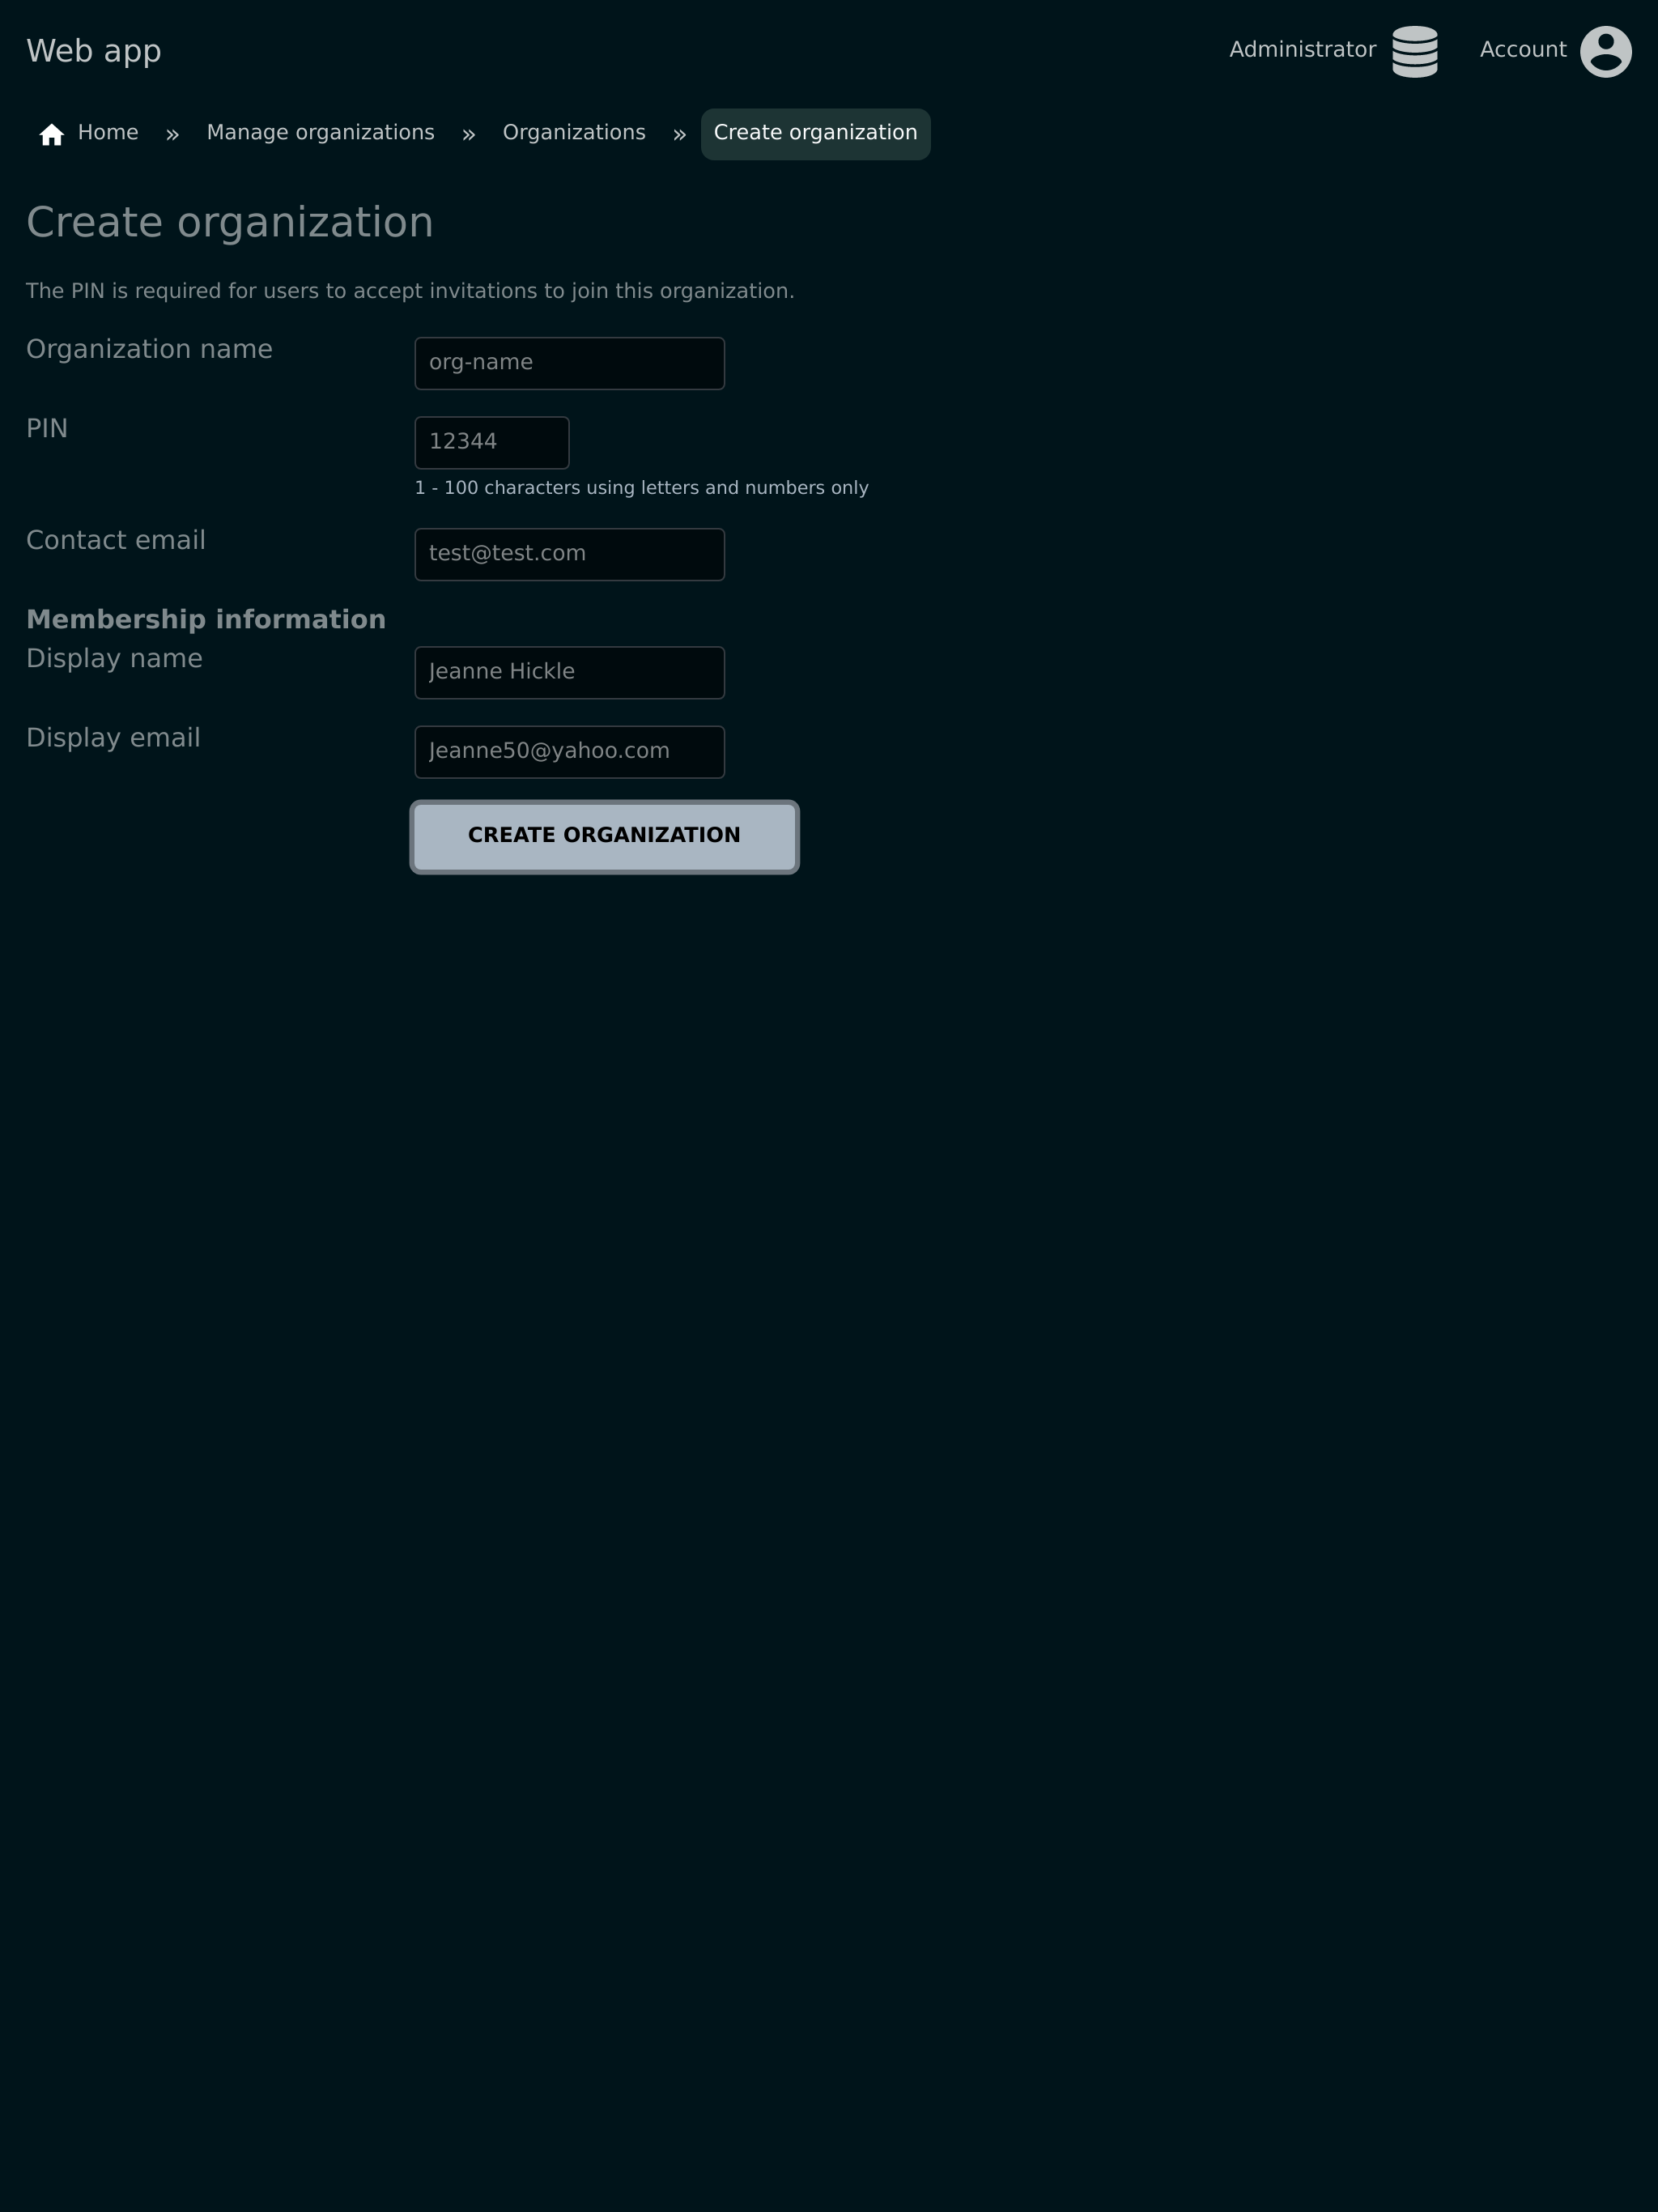 Web app
Administrator
Account
Home » Manage organizations » Organizations » Create organization
Create organization
The PIN is required for users to accept invitations to join this organization.
Organization name
org-name
PIN
12344
1 - 100 characters using letters and numbers only
Contact email
test@test.com
Membership information
Display name
Jeanne Hickle
Display email
Jeanne50@yahoo.com
CREATE ORGANIZATION